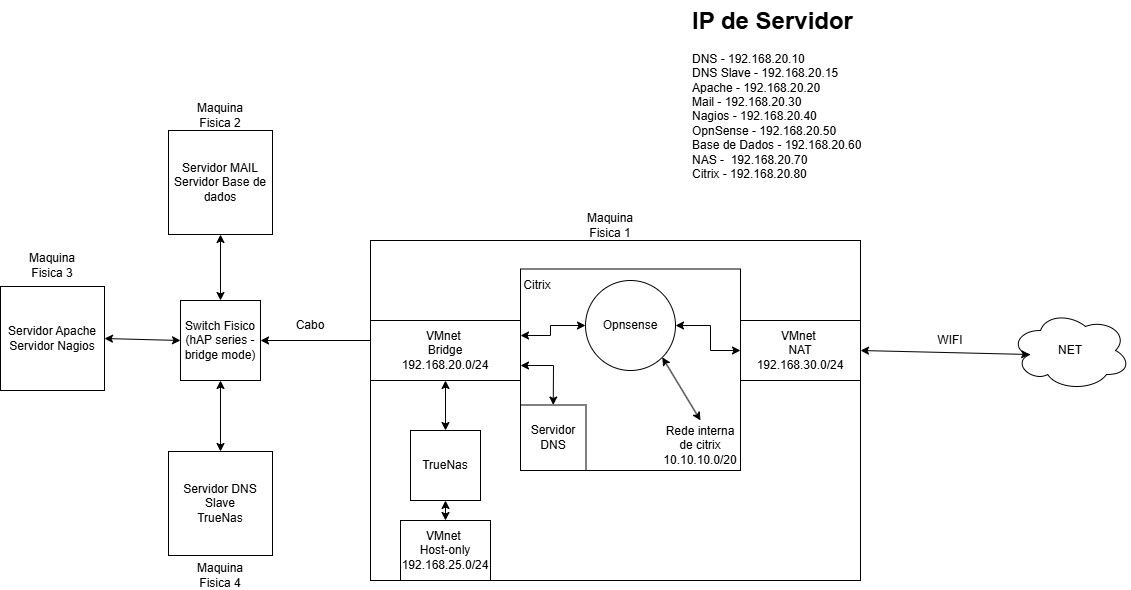 IP de Servidor
DNS - 192.168.20.10
DNS Slave - 192.168.20.15
Apache - 192.168.20.20
Mail - 192.168.20.30
Nagios - 192.168.20.40
OpnSense - 192.168.20.50
Base de Dados - 192.168.20.60
NAS - 192.168.20.70
Citrix - 192.168.20.80
Maquina
Fisica 2
Servidor MAIL
Servidor Base de
dados
Maquina
Fisica 3
Servidor Apache
Servidor Nagios
Switch Fisico
(hAP series -
bridge mode)
Cabo
Servidor DNS
Slave
TrueNas
Maquina
Fisica 4
Maquina
Fisica 1
VMnet
Bridge
192.168.20.0/24
Citrix
Opnsense
Servidor
DNS
Rede interna
de citrix
10.10.10.0/20
VMnet
NAT
192.168.30.0/24
TrueNas
VMnet
Host-only
192.168.25.0/24
WIFI
NET